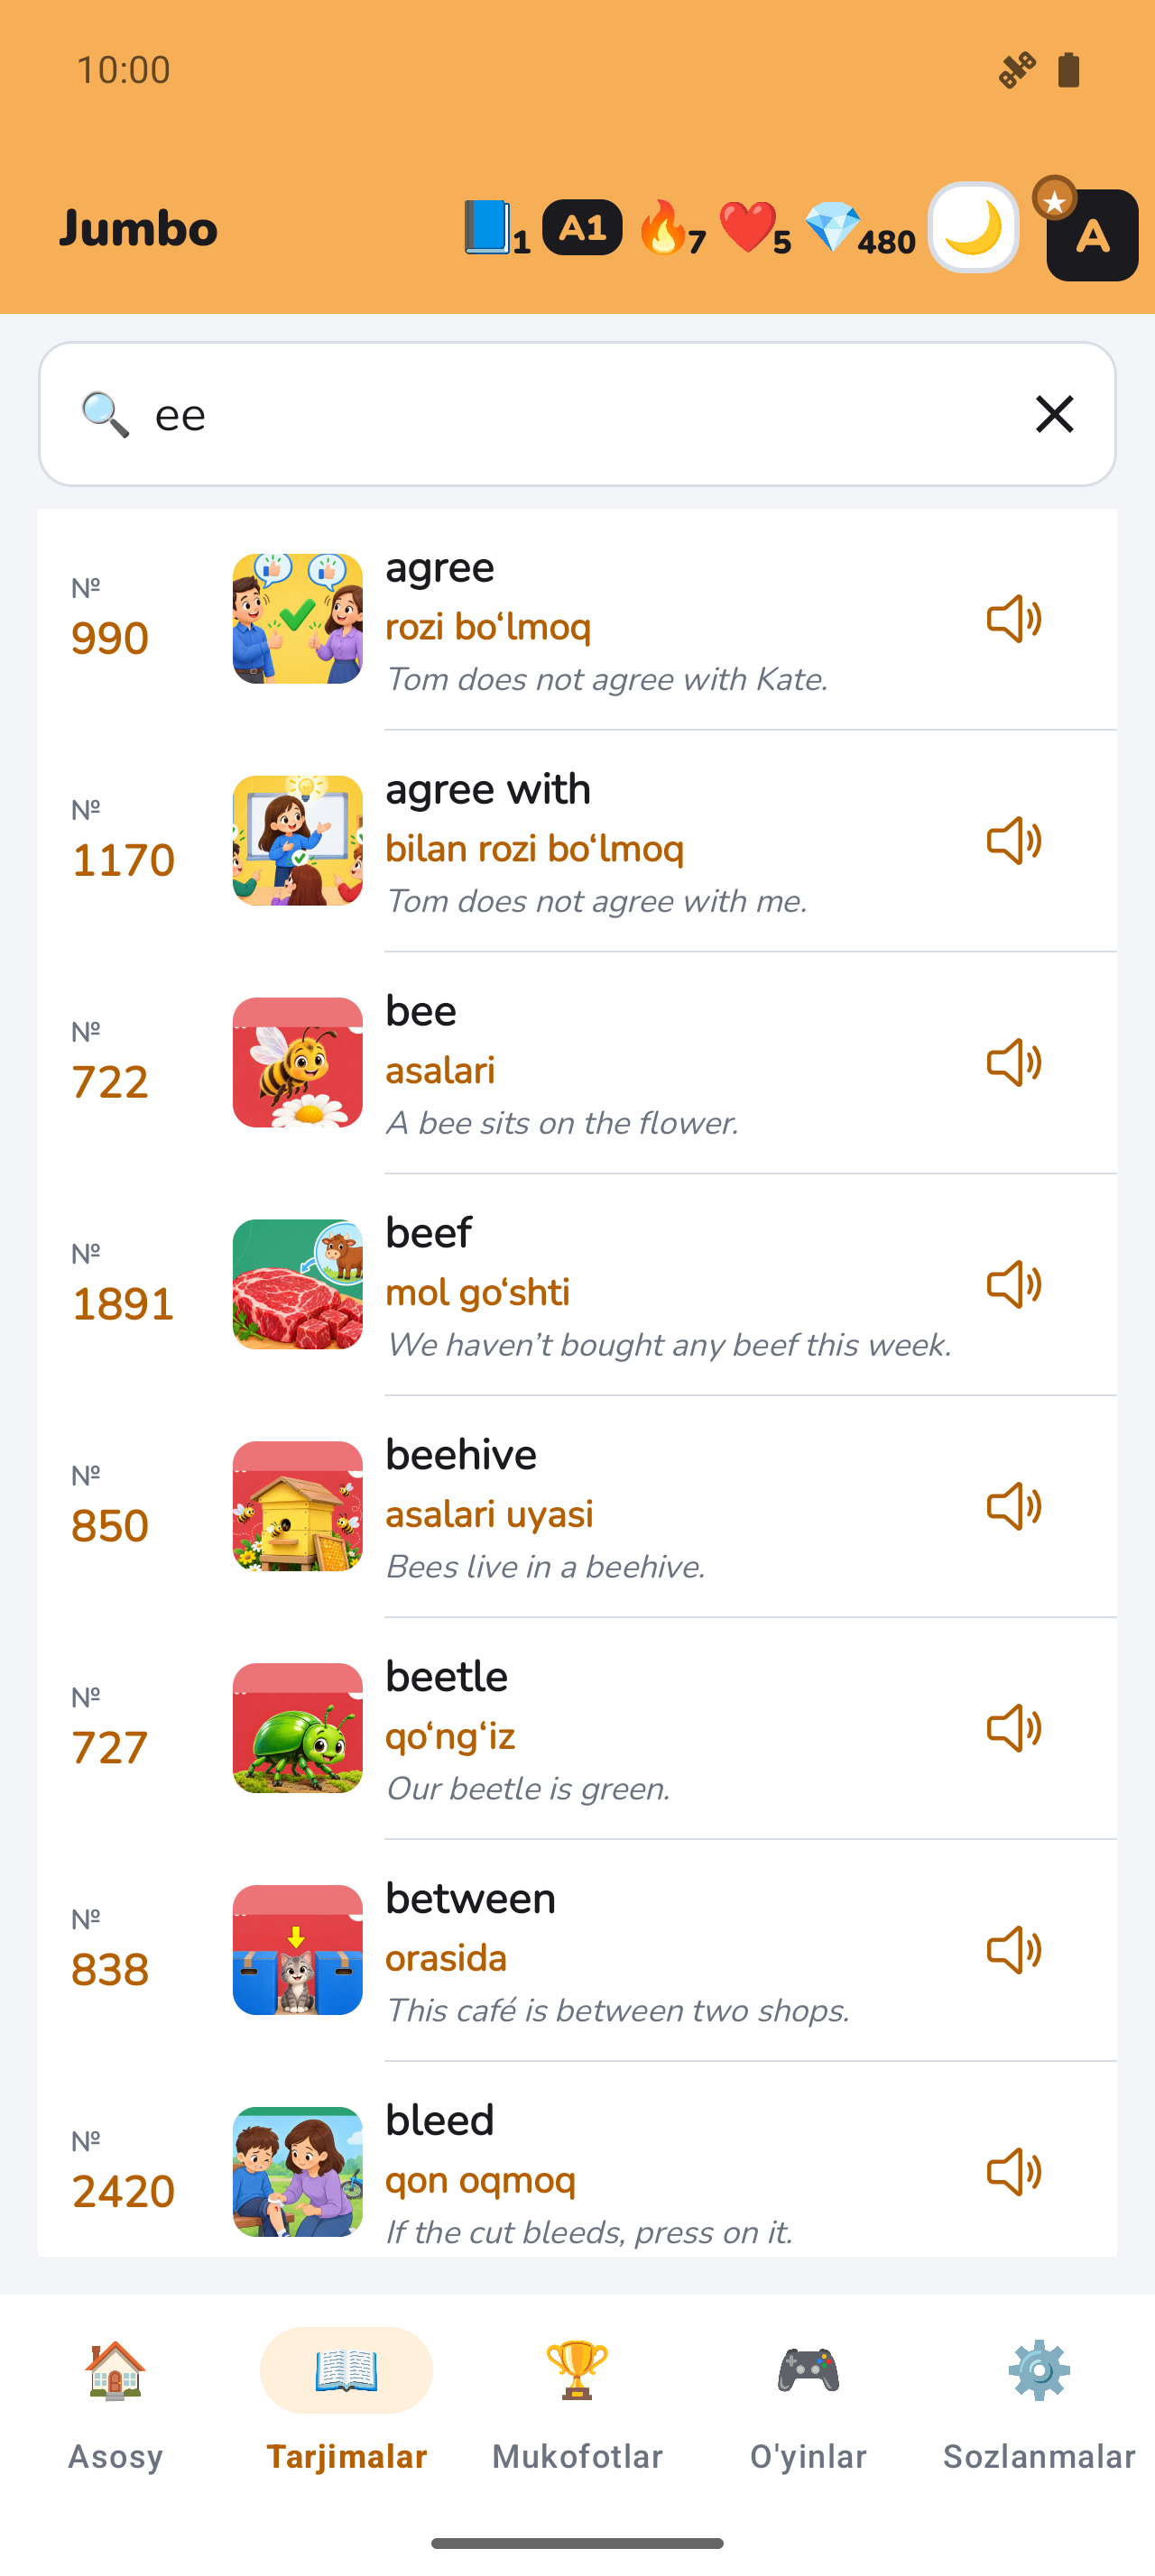 10:00
Jumbo 1 A1 7 5 480 A
ee
№
990
agree
rozi bo‘lmoq
Tom does not agree with Kate.
№
1170
agree with
bilan rozi bo‘lmoq
Tom does not agree with me.
№
722
bee
asalari
A bee sits on the flower.
№
1891
beef
mol go‘shti
We haven’t bought any beef this week.
№
850
beehive
asalari uyasi
Bees live in a beehive.
№
727
beetle
qo‘ng‘iz
Our beetle is green.
№
838
between
orasida
This café is between two shops.
№
2420
bleed
qon oqmoq
If the cut bleeds, press on it.
Asosy Tarjimalar Mukofotlar O'yinlar Sozlanmalar